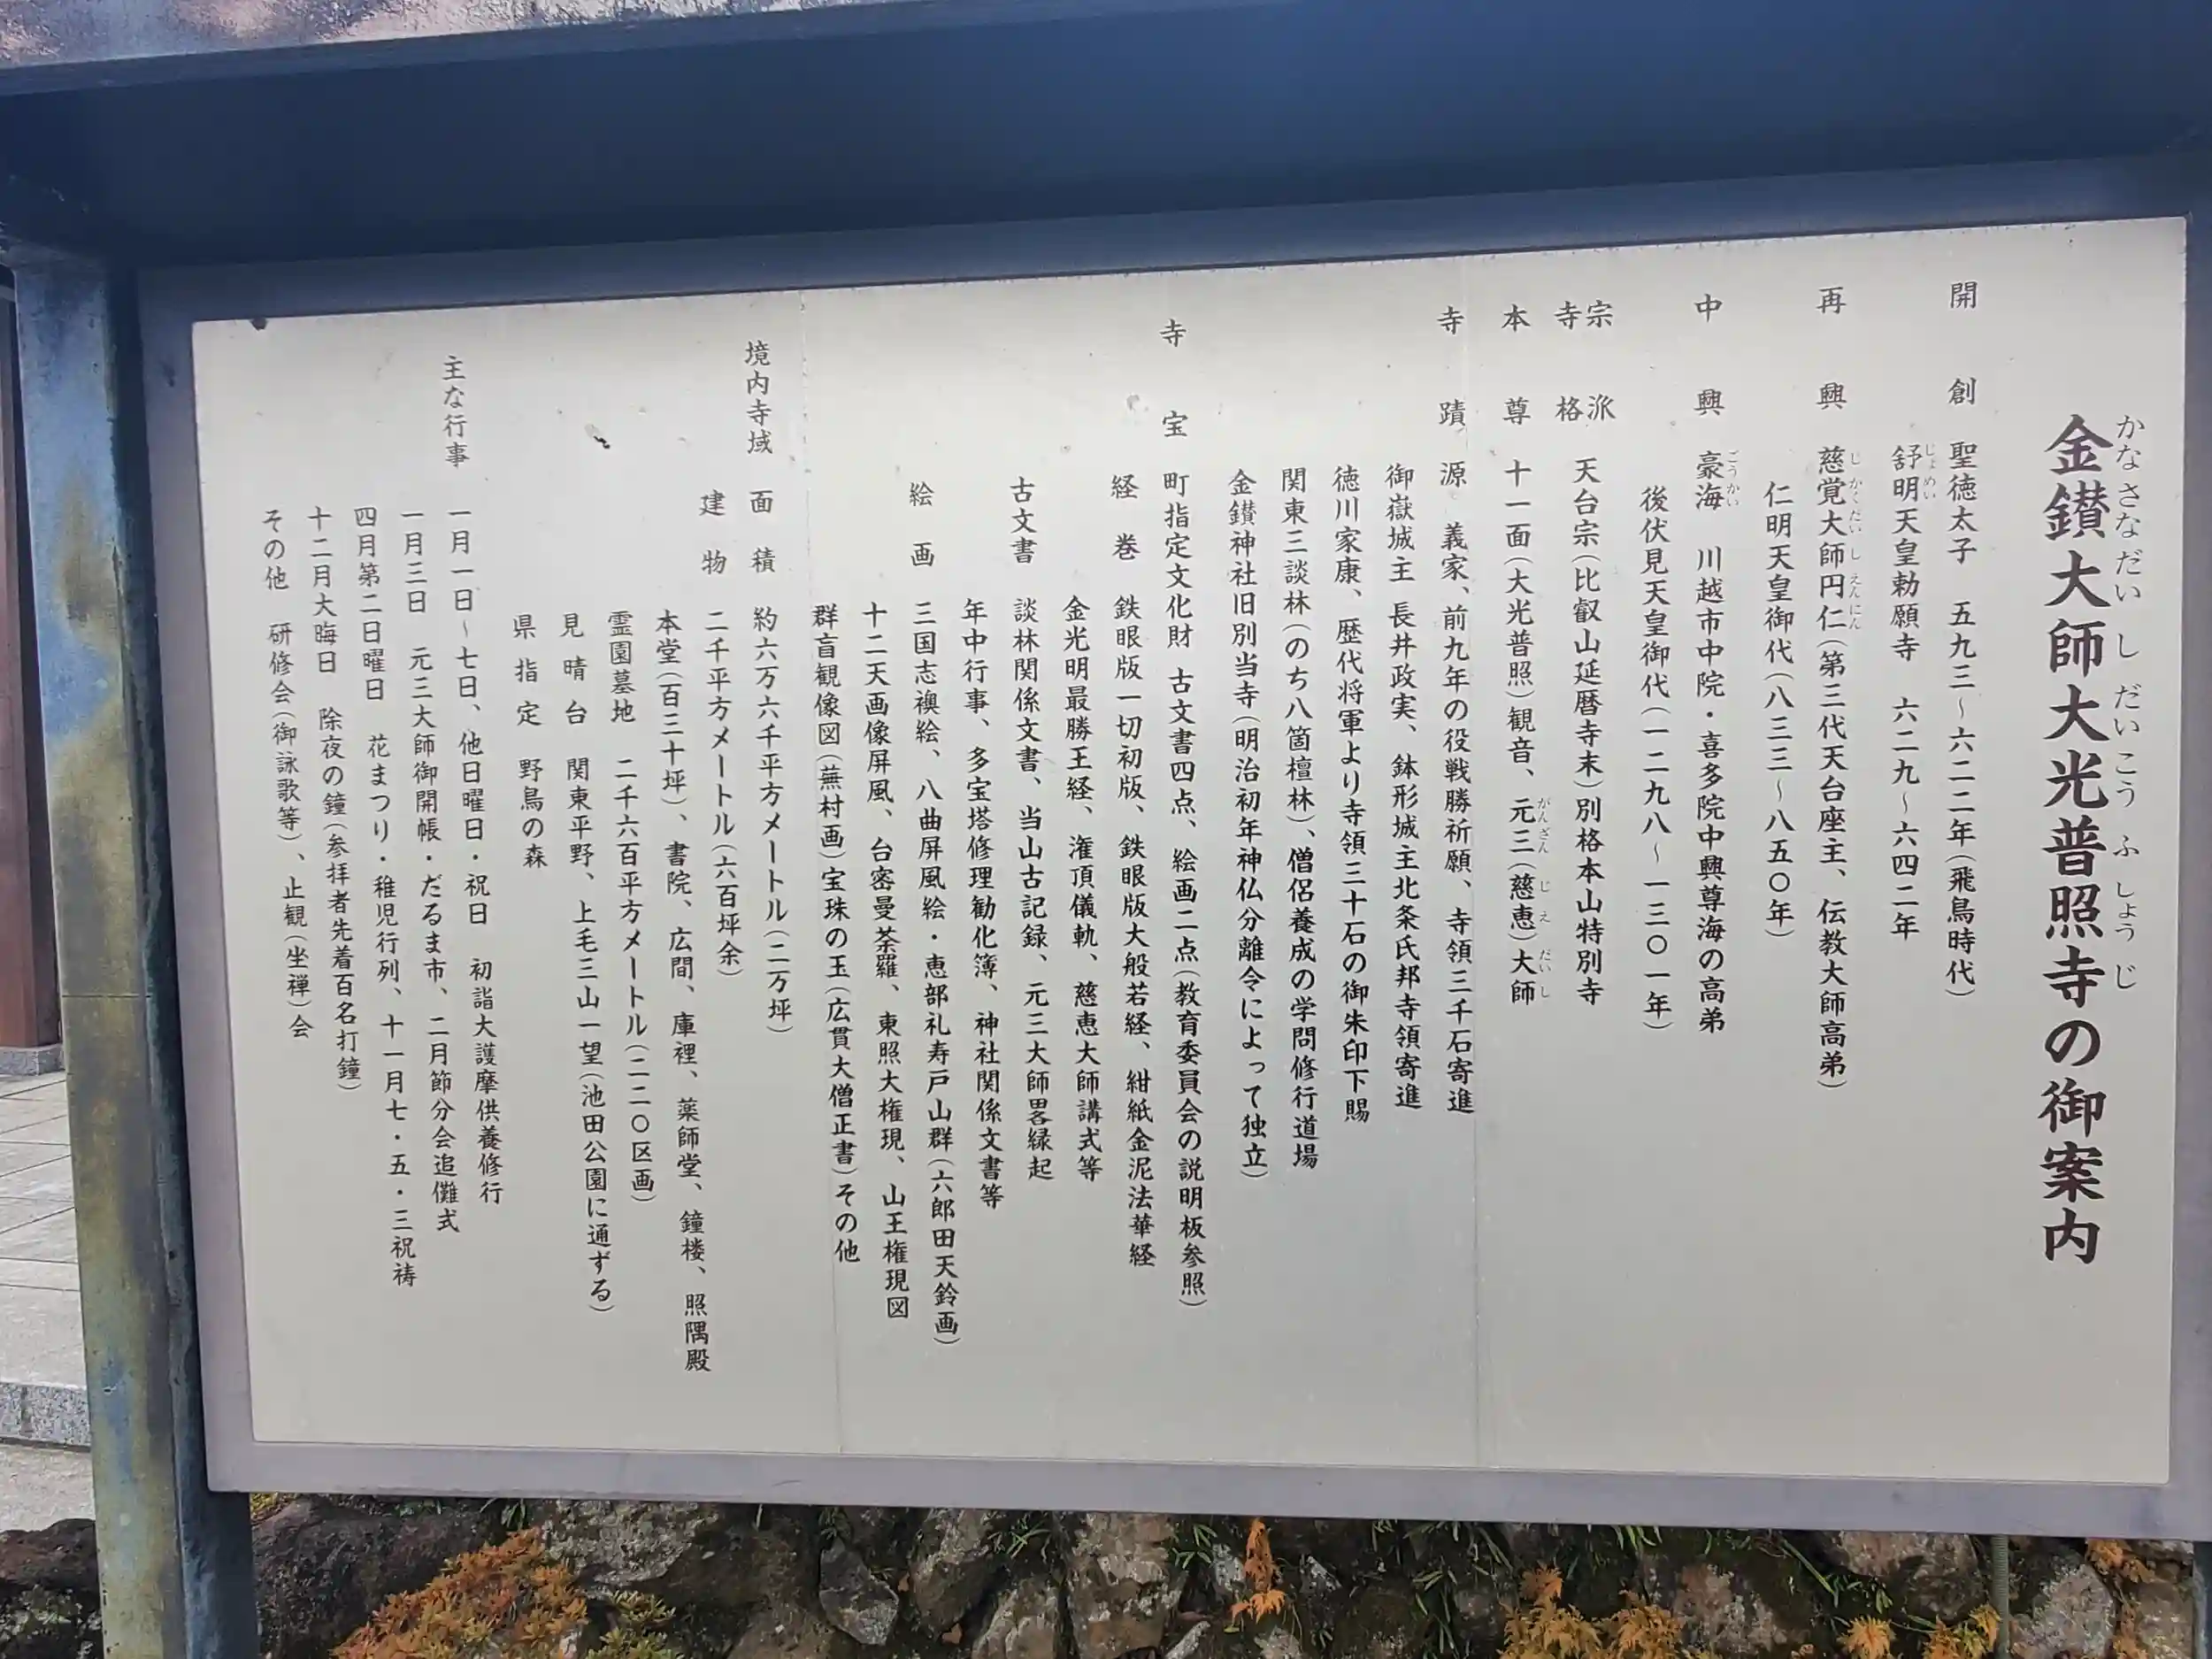 金鑚大師大光普照寺の御案内
かなさなだいしだいこうふしょうじ
開創 聖徳太子 五九三～六二二年(飛鳥時代)
舒明天皇勅願寺 六二九～六四二年
じょめい
再興 慈覚大師円仁(第三代天台座主、伝教大師高弟)
じかくだいしえんにん
仁明天皇御代(八三三～八五〇年)
中興 豪海 川越市中院・喜多院中興尊海の高弟
ごうかい
後伏見天皇御代(一二九八～一三〇一年)
宗派 天台宗(比叡山延暦寺末)別格本山特別寺
寺格
本尊 十一面(大光普照)観音、元三(慈恵)大師
がんざん じえ だいし
寺蹟 源 義家、前九年の役戦勝祈願、寺領三千石寄進
御嶽城主 長井政実、鉢形城主北条氏邦寺領寄進
徳川家康、歴代将軍より寺領三十石の御朱印下賜
関東三談林(のち八箇檀林)、僧侶養成の学問修行道場
金鑚神社旧別当寺(明治初年神仏分離令によって独立)
寺宝 町指定文化財 古文書四点、絵画二点(教育委員会の説明板参照)
経巻 鉄眼版一切初版、鉄眼版大般若経、紺紙金泥法華経
金光明最勝王経、潅頂儀軌、慈恵大師講式等
古文書 談林関係文書、当山古記録、元三大師畧縁起
年中行事、多宝塔修理勧化簿、神社関係文書等
絵画 三国志襖絵、八曲屏風絵・恵部礼寿戸山群(六郎田天鈴画)
十二天画像屏風、台密曼荼羅、東照大権現、山王権現図
群盲観像図(蕪村画)宝珠の玉(広貫大僧正書)その他
境内寺域 面積 約六万六千平方メートル(二万坪)
建物 二千平方メートル(六百坪余)
本堂(百三十坪)、書院、広間、庫裡、薬師堂、鐘楼、照隅殿
霊園墓地 二千六百平方メートル(二二〇区画)
見晴台 関東平野、上毛三山一望(池田公園に通ずる)
県指定 野鳥の森
主な行事 一月一日～七日、他日曜日・祝日 初詣大護摩供養修行
一月三日 元三大師御開帳・だるま市、二月節分会追儺式
四月第二日曜日 花まつり・稚児行列、十一月七・五・三祝祷
十二月大晦日 除夜の鐘(参拝者先着百名打鐘)
その他 研修会(御詠歌等)、止観(坐禅)会